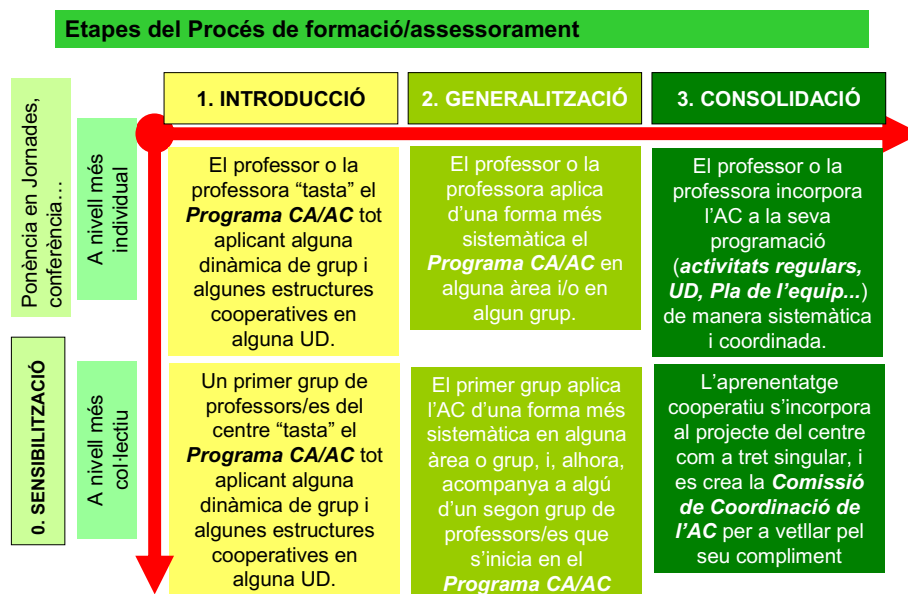 Etapes del Procés de formació/assessorament
Ponència en Jornades,
conferència…
0. SENSIBILITZACIÓ
A nivell més
individual
A nivell més
col·lectiu
1. INTRODUCCIÓ
2. GENERALITZACIÓ
3. CONSOLIDACIÓ
El professor o la
professora “tasta” el
Programa CA/AC tot
aplicant alguna
dinàmica de grup i
algunes estructures
cooperatives en
alguna UD.
El professor o la
professora aplica
d’una forma més
sistemàtica el
Programa CA/AC en
alguna àrea i/o en
algun grup.
El professor o la
professora incorpora
l’AC a la seva
programació
(activitats regulars,
UD, Pla de l’equip...)
de manera sistemàtica
i coordinada.
Un primer grup de
professors/es del
centre “tasta” el
Programa CA/AC tot
aplicant alguna
dinàmica de grup i
algunes estructures
cooperatives en
alguna UD.
El primer grup aplica
l’AC d’una forma més
sistemàtica en alguna
àrea o grup, i, alhora,
acompanya a algú
d’un segon grup de
professors/es que
s’inicia en el
Programa CA/AC
L’aprenentatge
cooperatiu s’incorpora
al projecte del centre
com a tret singular, i
es crea la Comissió
de Coordinació de
l’AC per a vetllar pel
seu compliment